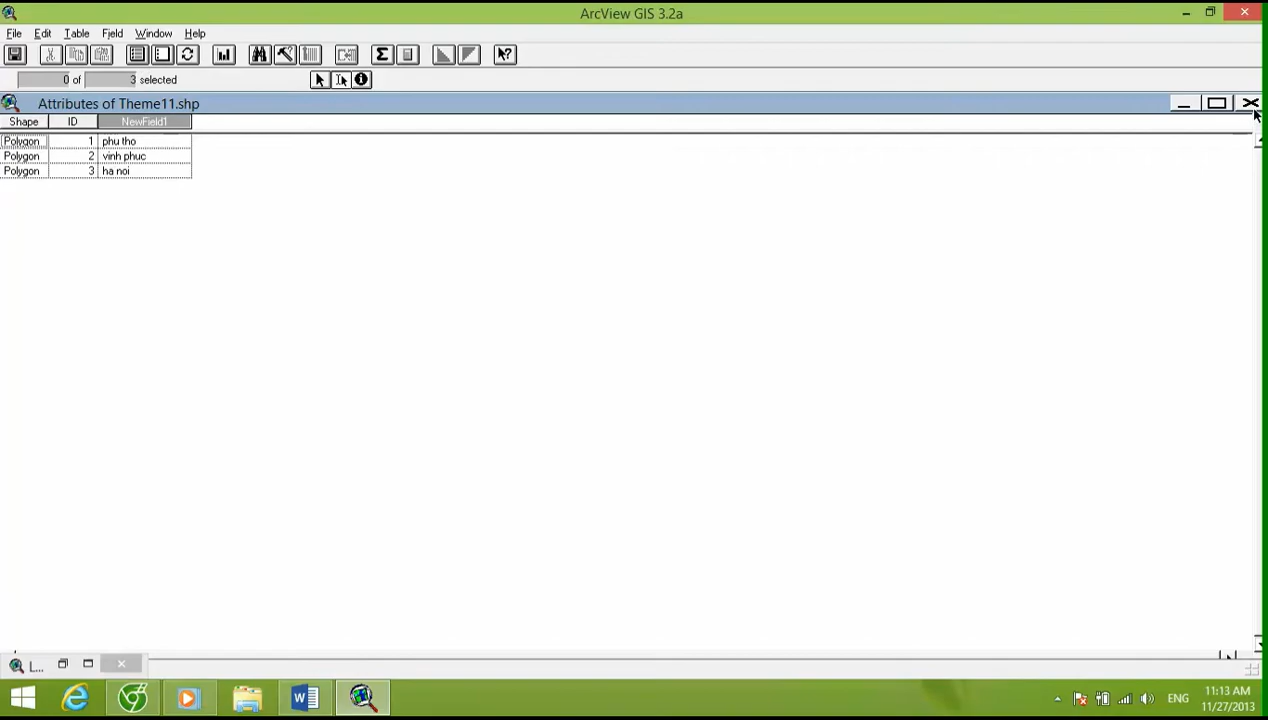 ArcView GIS 3.2a
File Edit Table Field Window Help
0 of 3 selected
Attributes of Theme11.shp
Shape ID NewField1
Polygon 1 phu tho
Polygon 2 vinh phuc
Polygon 3 ha noi
L...
ENG
11:13 AM
11/27/2013